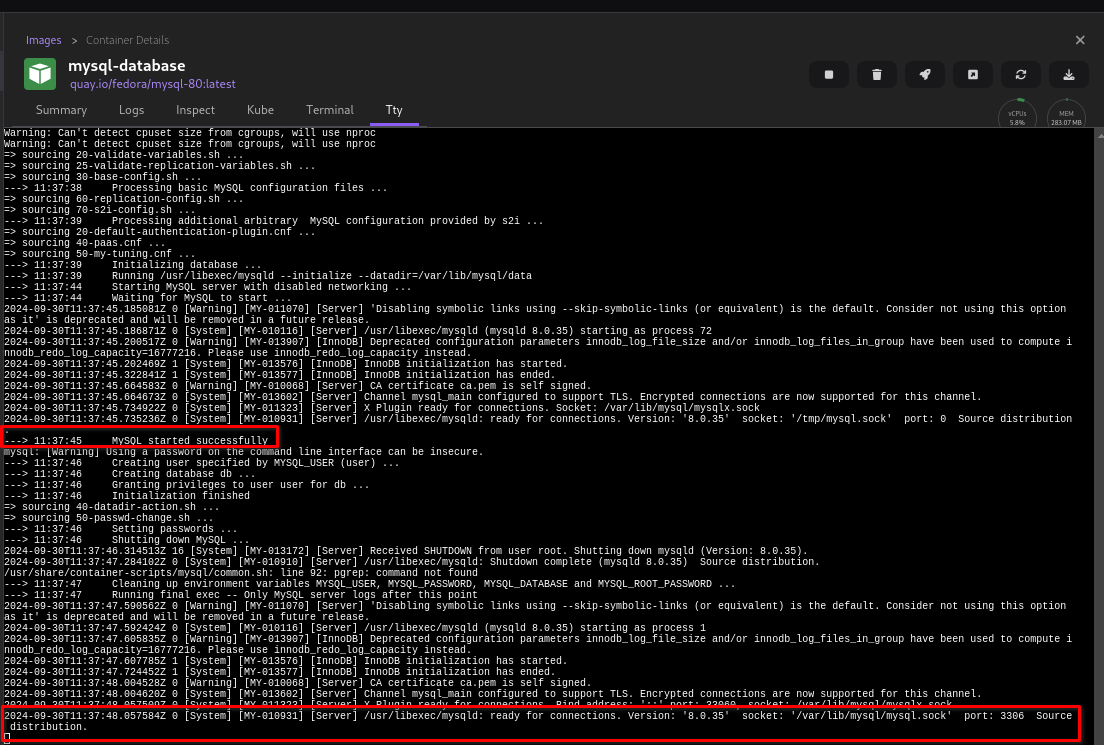 Images > Container Details
mysql-database
quay.io/fedora/mysql-80:latest
Summary Logs Inspect Kube Terminal Tty
vCPUs
5.8%
MEM
283.07 MB
Warning: Can't detect cpuset size from cgroups, will use nproc
Warning: Can't detect cpuset size from cgroups, will use nproc
=> sourcing 20-validate-variables.sh ...
=> sourcing 25-validate-replication-variables.sh ...
=> sourcing 30-base-config.sh ...
---> 11:37:38     Processing basic MySQL configuration files ...
=> sourcing 60-replication-config.sh ...
=> sourcing 70-s2i-config.sh ...
---> 11:37:39     Processing additional arbitrary  MySQL configuration provided by s2i ...
=> sourcing 20-default-authentication-plugin.cnf ...
=> sourcing 40-paas.cnf ...
=> sourcing 50-my-tuning.cnf ...
---> 11:37:39     Initializing database ...
---> 11:37:39     Running /usr/libexec/mysqld --initialize --datadir=/var/lib/mysql/data
---> 11:37:44     Starting MySQL server with disabled networking ...
---> 11:37:44     Waiting for MySQL to start ...
2024-09-30T11:37:45.185081Z 0 [Warning] [MY-011070] [Server] 'Disabling symbolic links using --skip-symbolic-links (or equivalent) is the default. Consider not using this option
as it' is deprecated and will be removed in a future release.
2024-09-30T11:37:45.186871Z 0 [System] [MY-010116] [Server] /usr/libexec/mysqld (mysqld 8.0.35) starting as process 72
2024-09-30T11:37:45.200517Z 0 [Warning] [MY-013907] [InnoDB] Deprecated configuration parameters innodb_log_file_size and/or innodb_log_files_in_group have been used to compute i
nnodb_redo_log_capacity=16777216. Please use innodb_redo_log_capacity instead.
2024-09-30T11:37:45.202469Z 1 [System] [MY-013576] [InnoDB] InnoDB initialization has started.
2024-09-30T11:37:45.322841Z 1 [System] [MY-013577] [InnoDB] InnoDB initialization has ended.
2024-09-30T11:37:45.664583Z 0 [Warning] [MY-010068] [Server] CA certificate ca.pem is self signed.
2024-09-30T11:37:45.664673Z 0 [System] [MY-013602] [Server] Channel mysql_main configured to support TLS. Encrypted connections are now supported for this channel.
2024-09-30T11:37:45.734922Z 0 [System] [MY-011323] [Server] X Plugin ready for connections. Socket: /var/lib/mysql/mysqlx.sock
2024-09-30T11:37:45.735236Z 0 [System] [MY-010931] [Server] /usr/libexec/mysqld: ready for connections. Version: '8.0.35'  socket: '/tmp/mysql.sock'  port: 0  Source distribution
.
---> 11:37:45     MySQL started successfully
mysql: [Warning] Using a password on the command line interface can be insecure.
---> 11:37:46     Creating user specified by MYSQL_USER (user) ...
---> 11:37:46     Creating database db ...
---> 11:37:46     Granting privileges to user user for db ...
---> 11:37:46     Initialization finished
=> sourcing 40-datadir-action.sh ...
=> sourcing 50-passwd-change.sh ...
---> 11:37:46     Setting passwords ...
---> 11:37:46     Shutting down MySQL ...
2024-09-30T11:37:46.314513Z 16 [System] [MY-013172] [Server] Received SHUTDOWN from user root. Shutting down mysqld (Version: 8.0.35).
2024-09-30T11:37:47.284102Z 0 [System] [MY-010910] [Server] /usr/libexec/mysqld: Shutdown complete (mysqld 8.0.35)  Source distribution.
/usr/share/container-scripts/mysql/common.sh: line 92: pgrep: command not found
---> 11:37:47     Cleaning up environment variables MYSQL_USER, MYSQL_PASSWORD, MYSQL_DATABASE and MYSQL_ROOT_PASSWORD ...
---> 11:37:47     Running final exec -- Only MySQL server logs after this point
2024-09-30T11:37:47.590562Z 0 [Warning] [MY-011070] [Server] 'Disabling symbolic links using --skip-symbolic-links (or equivalent) is the default. Consider not using this option
as it' is deprecated and will be removed in a future release.
2024-09-30T11:37:47.592424Z 0 [System] [MY-010116] [Server] /usr/libexec/mysqld (mysqld 8.0.35) starting as process 1
2024-09-30T11:37:47.605835Z 0 [Warning] [MY-013907] [InnoDB] Deprecated configuration parameters innodb_log_file_size and/or innodb_log_files_in_group have been used to compute i
nnodb_redo_log_capacity=16777216. Please use innodb_redo_log_capacity instead.
2024-09-30T11:37:47.607785Z 1 [System] [MY-013576] [InnoDB] InnoDB initialization has started.
2024-09-30T11:37:47.724452Z 1 [System] [MY-013577] [InnoDB] InnoDB initialization has ended.
2024-09-30T11:37:48.004528Z 0 [Warning] [MY-010068] [Server] CA certificate ca.pem is self signed.
2024-09-30T11:37:48.004620Z 0 [System] [MY-013602] [Server] Channel mysql_main configured to support TLS. Encrypted connections are now supported for this channel.
0 [System] [MY-011323] [Server] X Plugin ready for connections. Bind-address: '::' port: 33060, socket: /var/lib/mysql/mysqlx.sock
2024-09-30T11:37:48.057584Z 0 [System] [MY-010931] [Server] /usr/libexec/mysqld: ready for connections. Version: '8.0.35'  socket: '/var/lib/mysql/mysql.sock'  port: 3306  Source
distribution.